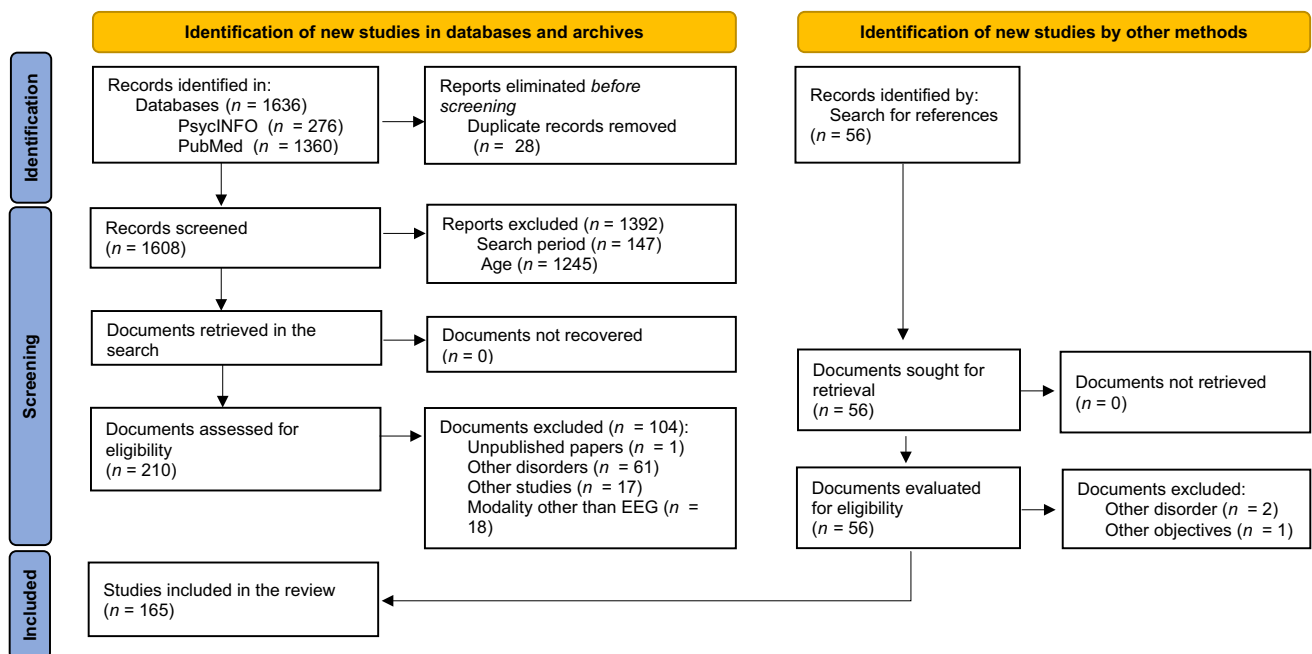 Identification of new studies in databases and archives
Identification of new studies by other methods
Identification
Records identified in:
Databases (n = 1636)
PsycINFO (n = 276)
PubMed (n = 1360)
Reports eliminated before
screening
Duplicate records removed
(n = 28)
Records identified by:
Search for references
(n = 56)
Screening
Records screened
(n = 1608)
Reports excluded (n = 1392)
Search period (n = 147)
Age (n = 1245)
Documents retrieved in the
search
Documents not recovered
(n = 0)
Documents sought for
retrieval
(n = 56)
Documents not retrieved
(n = 0)
Documents assessed for
eligibility
(n = 210)
Documents excluded (n = 104):
Unpublished papers (n = 1)
Other disorders (n = 61)
Other studies (n = 17)
Modality other than EEG (n =
18)
Documents evaluated
for eligibility
(n = 56)
Documents excluded:
Other disorder (n = 2)
Other objectives (n = 1)
Included
Studies included in the review
(n = 165)